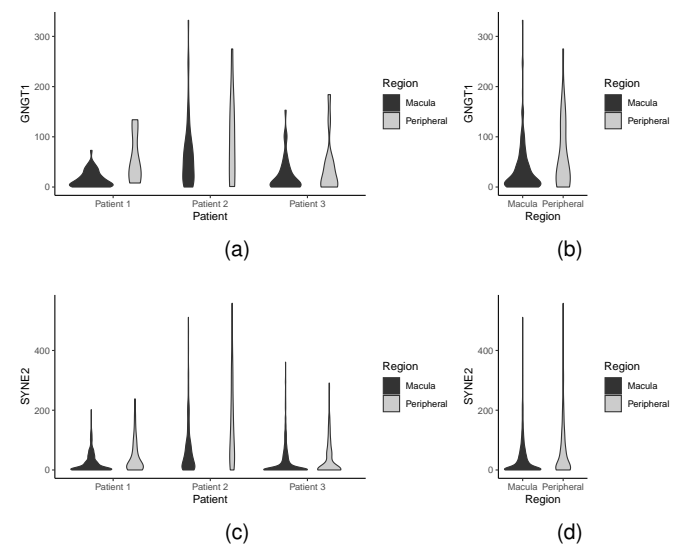 GNGT1
300
200
100
0
Patient 1 Patient 2 Patient 3
Patient
Region
Macula
Peripheral
(a)
GNGT1
300
200
100
0
Macula Peripheral
Region
Region
Macula
Peripheral
(b)
SYNE2
400
200
0
Patient 1 Patient 2 Patient 3
Patient
Region
Macula
Peripheral
(c)
SYNE2
400
200
0
Macula Peripheral
Region
Region
Macula
Peripheral
(d)